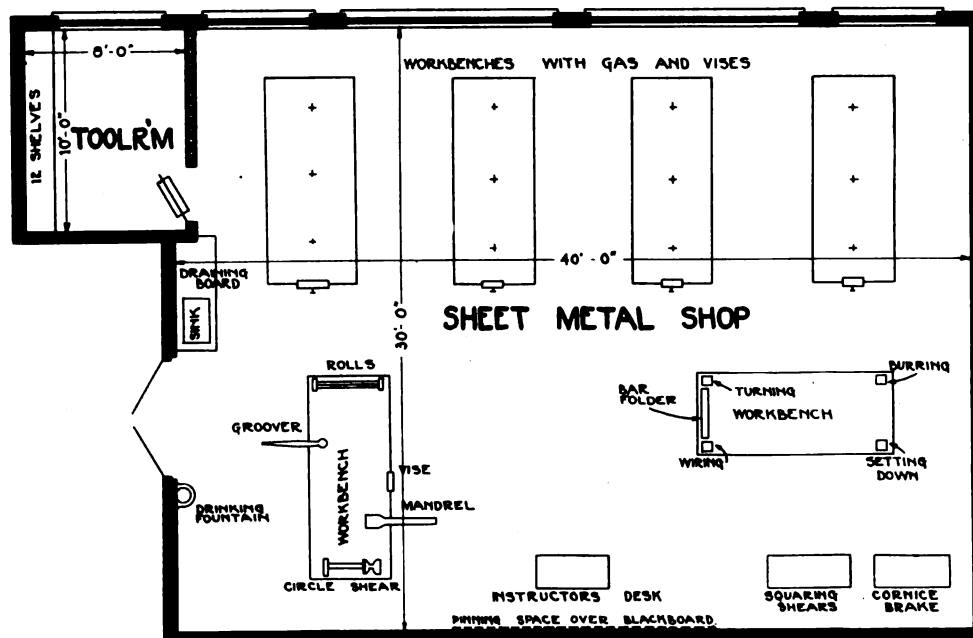 8'-0"
WORKBENCHES WITH GAS AND VISES
12 SHELVES
10'-0"
TOOLR'M
40'-0"
DRAINING
BOARD
SINK
30'-0"
SHEET METAL SHOP
ROLLS
BURRING
BAR
FOLDER
TURNING
WORKBENCH
GROOVER
WIRING
SETTING
DOWN
VISE
WORKBENCH
MANDREL
DRINKING
FOUNTAIN
CIRCLE SHEAR
INSTRUCTORS DESK
SQUARING
SHEARS
CORNICE
BRAKE
PINNING SPACE OVER BLACKBOARD